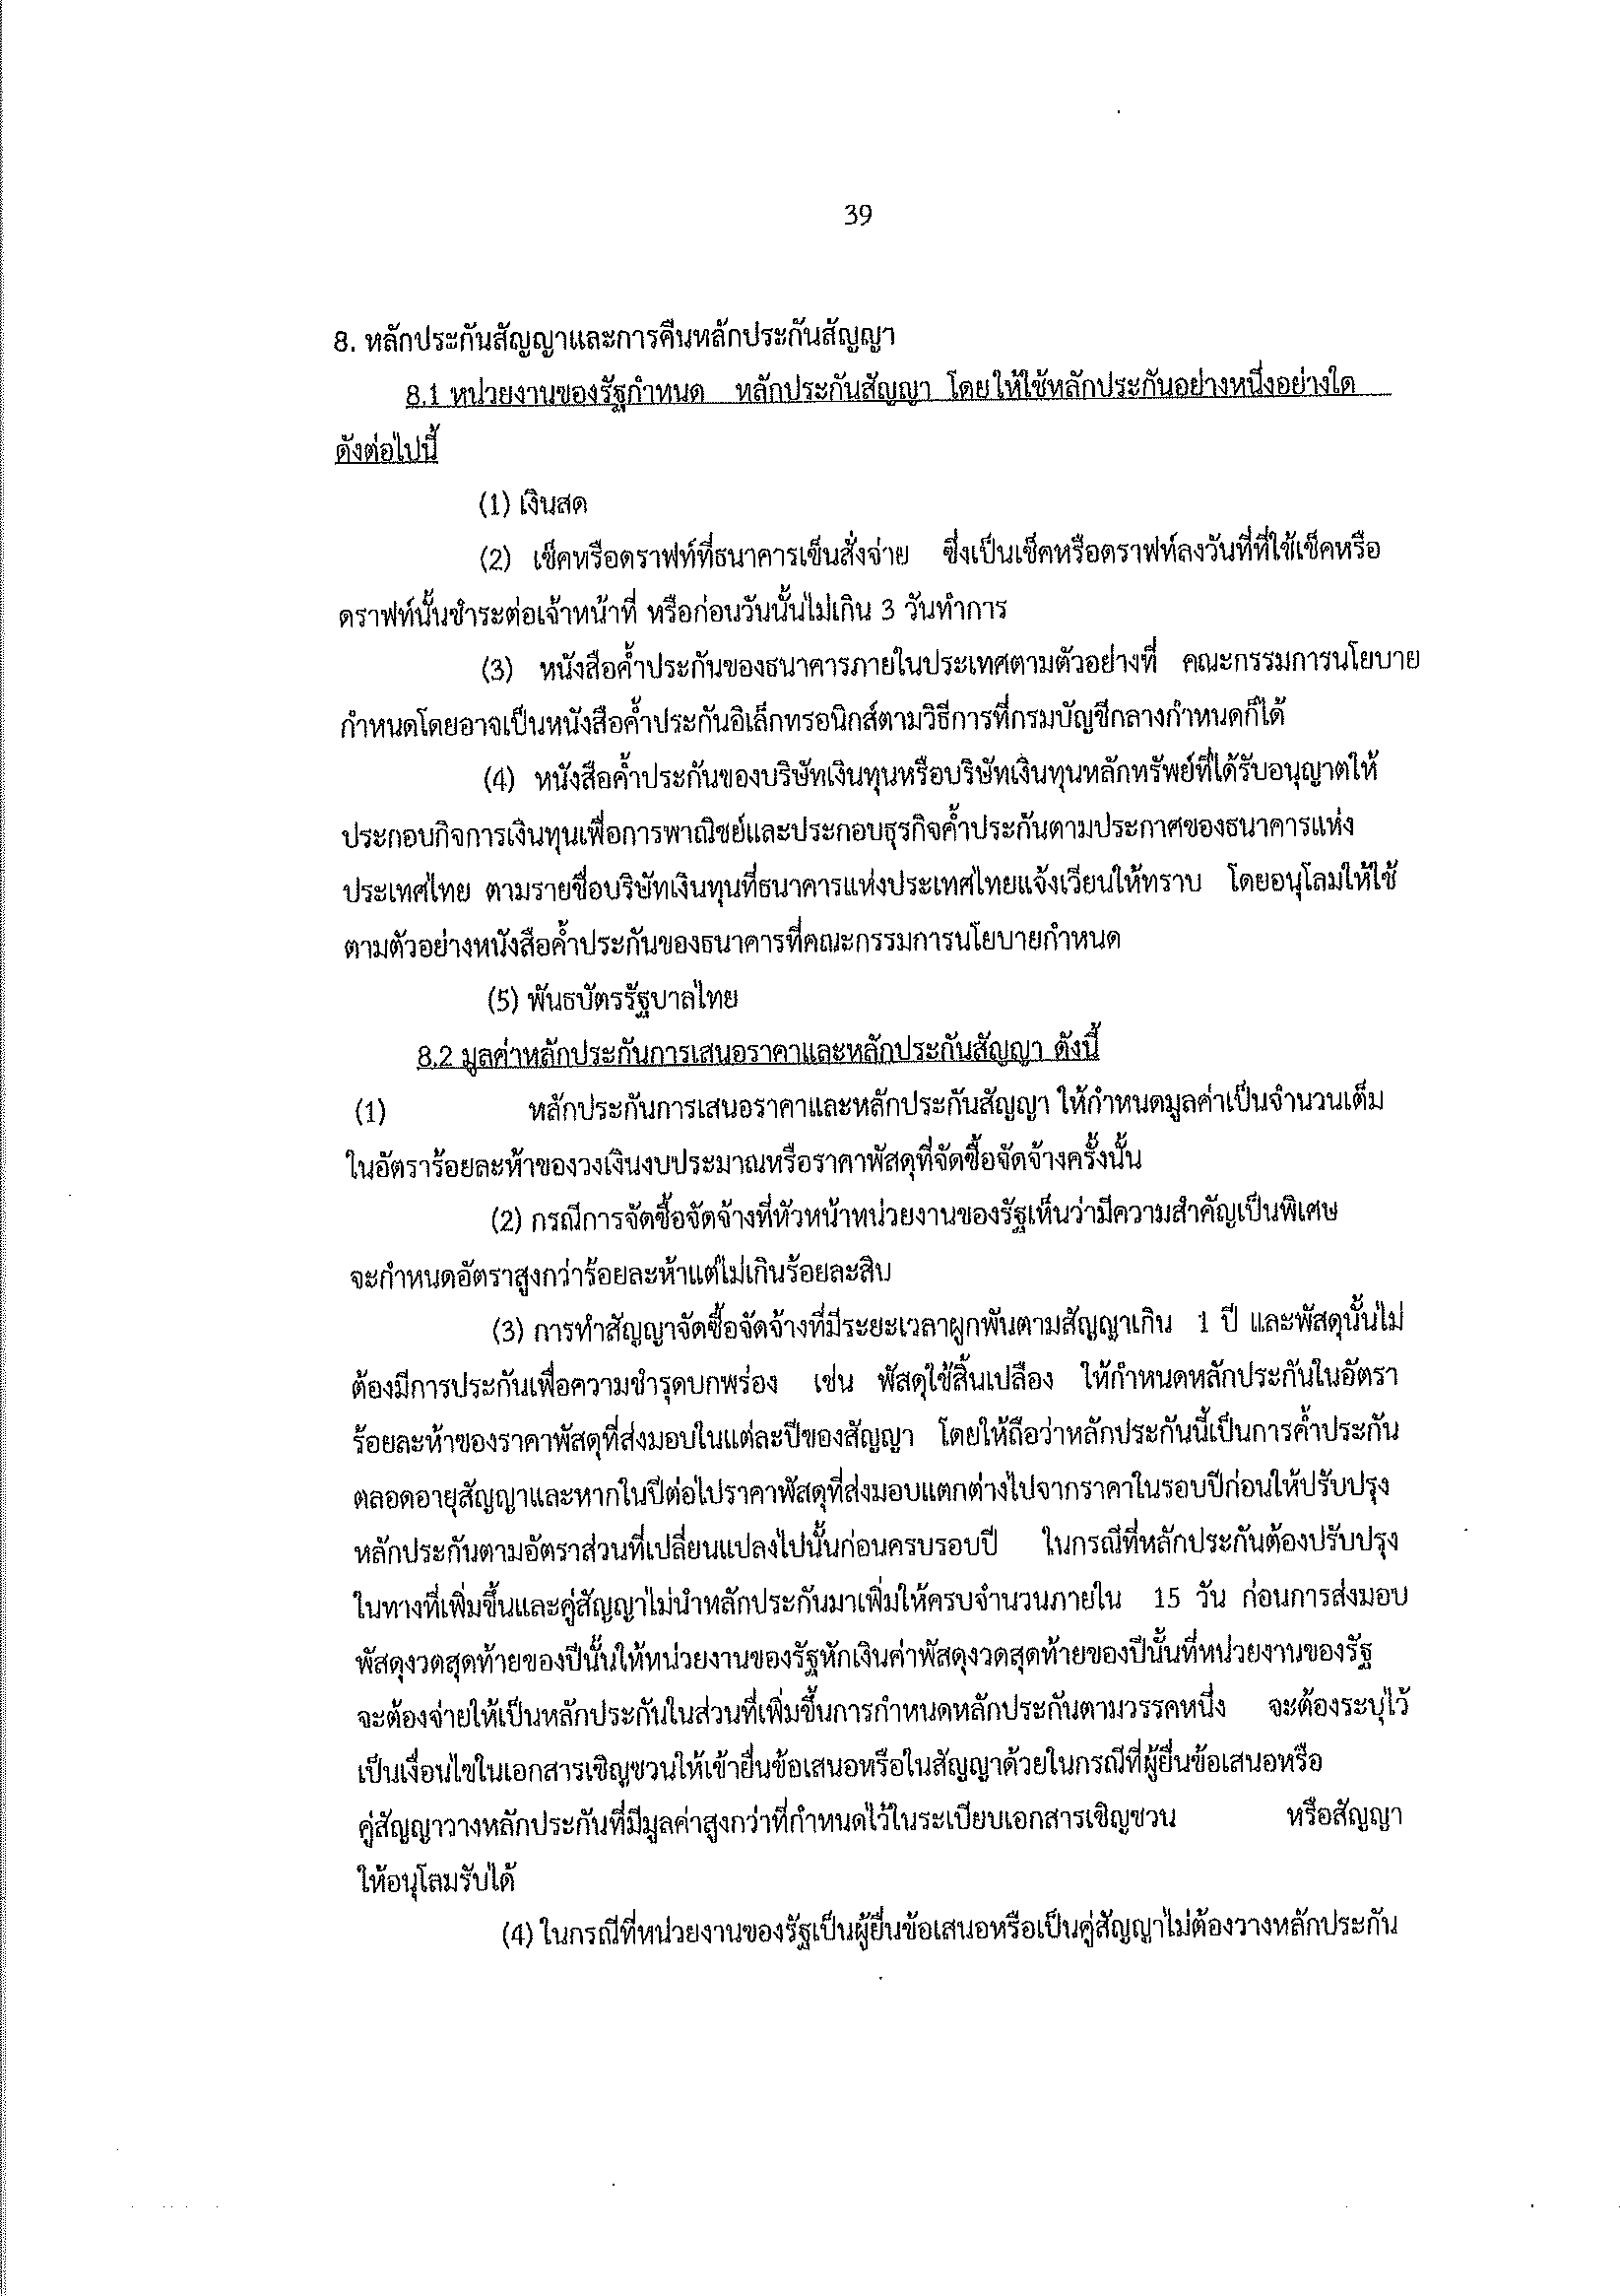 39
8. หลักประกันสัญญาและการคืนหลักประกันสัญญา
8.1 หน่วยงานของรัฐกำหนด หลักประกันสัญญา โดยให้ใช้หลักประกันอย่างหนึ่งอย่างใด
ดังต่อไปนี้
(1) เงินสด
(2) เช็คหรือดราฟท์ที่ธนาคารเซ็นสั่งจ่าย ซึ่งเป็นเช็คหรือดราฟท์ลงวันที่ที่ใช้เช็คหรือ
ดราฟท์นั้นชำระต่อเจ้าหน้าที่ หรือก่อนวันนั้นไม่เกิน 3 วันทำการ
(3) หนังสือค้ำประกันของธนาคารภายในประเทศตามตัวอย่างที่ คณะกรรมการนโยบาย
กำหนดโดยอาจเป็นหนังสือค้ำประกันอิเล็กทรอนิกส์ตามวิธีการที่กรมบัญชีกลางกำหนดก็ได้
(4) หนังสือค้ำประกันของบริษัทเงินทุนหรือบริษัทเงินทุนหลักทรัพย์ที่ได้รับอนุญาตให้
ประกอบกิจการเงินทุนเพื่อการพาณิชย์และประกอบธุรกิจค้ำประกันตามประกาศของธนาคารแห่ง
ประเทศไทย ตามรายชื่อบริษัทเงินทุนที่ธนาคารแห่งประเทศไทยแจ้งเวียนให้ทราบ โดยอนุโลมให้ใช้
ตามตัวอย่างหนังสือค้ำประกันของธนาคารที่คณะกรรมการนโยบายกำหนด
(5) พันธบัตรรัฐบาลไทย
8.2 มูลค่าหลักประกันการเสนอราคาและหลักประกันสัญญา ดังนี้
(1) หลักประกันการเสนอราคาและหลักประกันสัญญา ให้กำหนดมูลค่าเป็นจำนวนเต็ม
ในอัตราร้อยละห้าของวงเงินงบประมาณหรือราคาพัสดุที่จัดซื้อจัดจ้างครั้งนั้น
(2) กรณีการจัดซื้อจัดจ้างที่หัวหน้าหน่วยงานของรัฐเห็นว่ามีความสำคัญเป็นพิเศษ
จะกำหนดอัตราสูงกว่าร้อยละห้าแต่ไม่เกินร้อยละสิบ
(3) การทำสัญญาจัดซื้อจัดจ้างที่มีระยะเวลาผูกพันตามสัญญาเกิน 1 ปี และพัสดุนั้นไม่
ต้องมีการประกันเพื่อความชำรุดบกพร่อง เช่น พัสดุใช้สิ้นเปลือง ให้กำหนดหลักประกันในอัตรา
ร้อยละห้าของราคาพัสดุที่ส่งมอบในแต่ละปีของสัญญา โดยให้ถือว่าหลักประกันนี้เป็นการค้ำประกัน
ตลอดอายุสัญญาและหากในปีต่อไปราคาพัสดุที่ส่งมอบแตกต่างไปจากราคาในรอบปีก่อนให้ปรับปรุง
หลักประกันตามอัตราส่วนที่เปลี่ยนแปลงไปนั้นก่อนครบรอบปี ในกรณีที่หลักประกันต้องปรับปรุง
ในทางที่เพิ่มขึ้นและคู่สัญญาไม่นำหลักประกันมาเพิ่มให้ครบจำนวนภายใน 15 วัน ก่อนการส่งมอบ
พัสดุงวดสุดท้ายของปีนั้นให้หน่วยงานของรัฐหักเงินค่าพัสดุงวดสุดท้ายของปีนั้นที่หน่วยงานของรัฐ
จะต้องจ่ายให้เป็นหลักประกันในส่วนที่เพิ่มขึ้นการกำหนดหลักประกันตามวรรคหนึ่ง จะต้องระบุไว้
เป็นเงื่อนไขในเอกสารเชิญชวนให้เข้ายื่นข้อเสนอหรือในสัญญาด้วยในกรณีที่ผู้ยื่นข้อเสนอหรือ
คู่สัญญาวางหลักประกันที่มีมูลค่าสูงกว่าที่กำหนดไว้ในระเบียบเอกสารเชิญชวน หรือสัญญา
ให้อนุโลมรับได้
(4) ในกรณีที่หน่วยงานของรัฐเป็นผู้ยื่นข้อเสนอหรือเป็นคู่สัญญาไม่ต้องวางหลักประกัน